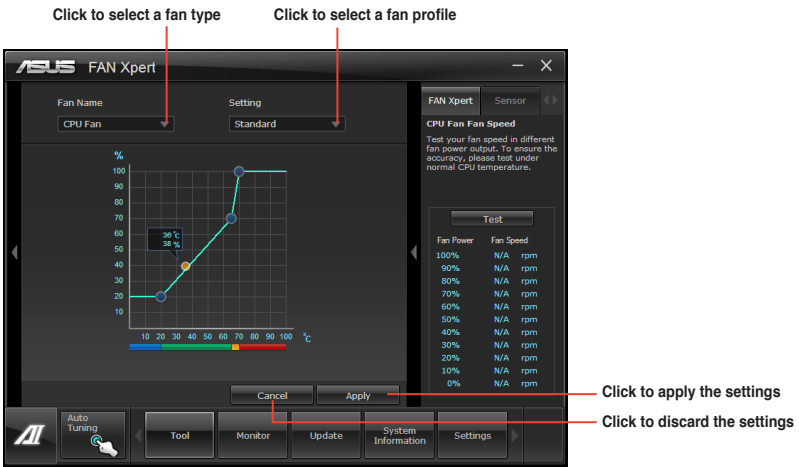 Click to select a fan type
Click to select a fan profile
ASUS FAN Xpert
Fan Name
Setting
CPU Fan
Standard
%
100
90
80
70
60
50
40
30
20
10
36°C
38 %
10 20 30 40 50 60 70 80 90 100 °C
Cancel
Apply
FAN Xpert
Sensor
CPU Fan Fan Speed
Test your fan speed in different
fan power output. To ensure the
accuracy, please test under
normal CPU temperature.
Test
Fan Power Fan Speed
100% N/A rpm
90% N/A rpm
80% N/A rpm
70% N/A rpm
60% N/A rpm
50% N/A rpm
40% N/A rpm
30% N/A rpm
20% N/A rpm
10% N/A rpm
0% N/A rpm
Click to apply the settings
Click to discard the settings
AI
Auto
Tuning
Tool
Monitor
Update
System
Information
Settings